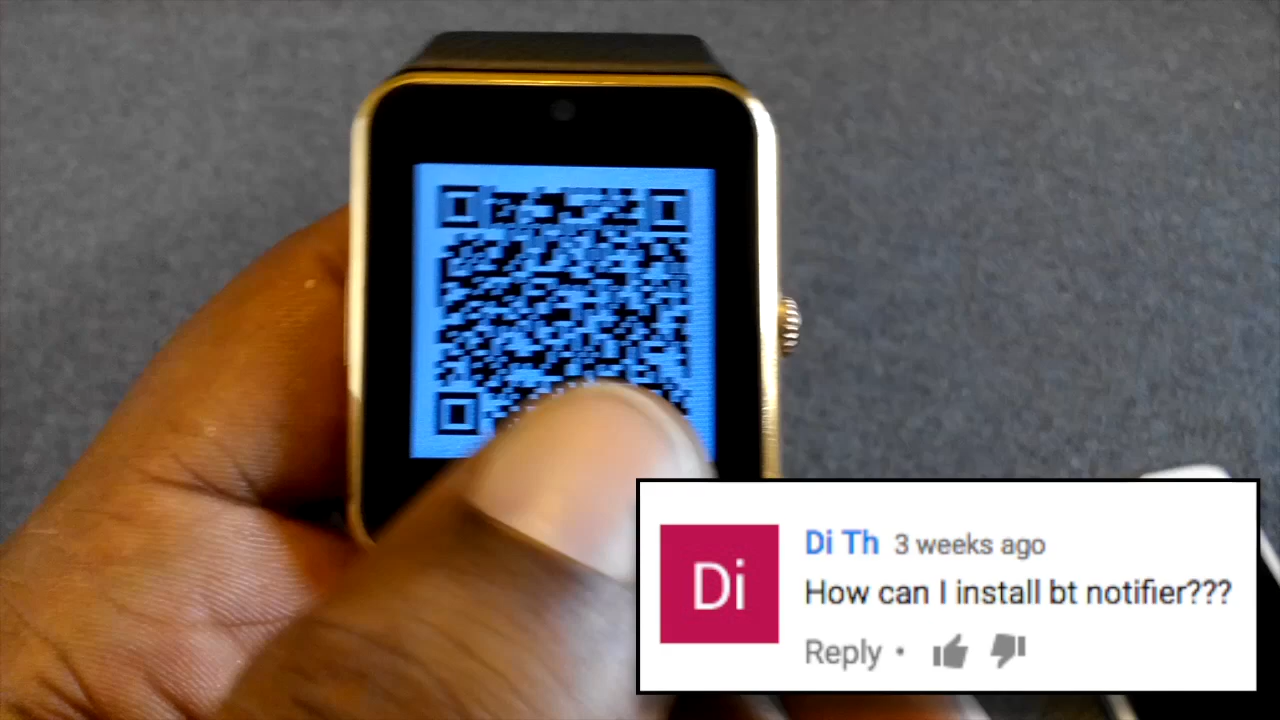 Di
Di Th 3 weeks ago
How can I install bt notifier???
Reply •